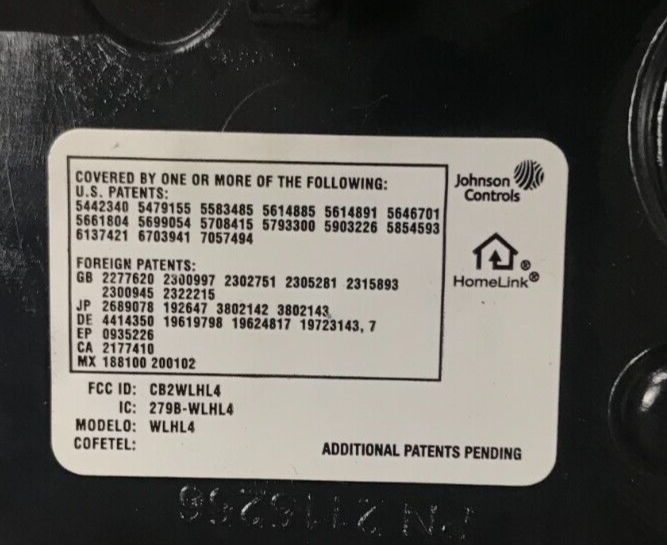 COVERED BY ONE OR MORE OF THE FOLLOWING:
U.S. PATENTS:
5442340 5479155 5583485 5614885 5614891 5646701
5661804 5699054 5708415 5793300 5903226 5854593
6137421 6703941 7057494
FOREIGN PATENTS:
GB 2277620 2300997 2302751 2305281 2315893
2300945 2322215
JP 2689078 192647 3802142 3802143
DE 4414350 19619798 19624817 19723143, 7
EP 0935226
CA 2177410
MX 188100 200102
Johnson
Controls
HomeLink®
FCC ID: CB2WLHL4
IC: 279B-WLHL4
MODELO: WLHL4
COFETEL:
ADDITIONAL PATENTS PENDING